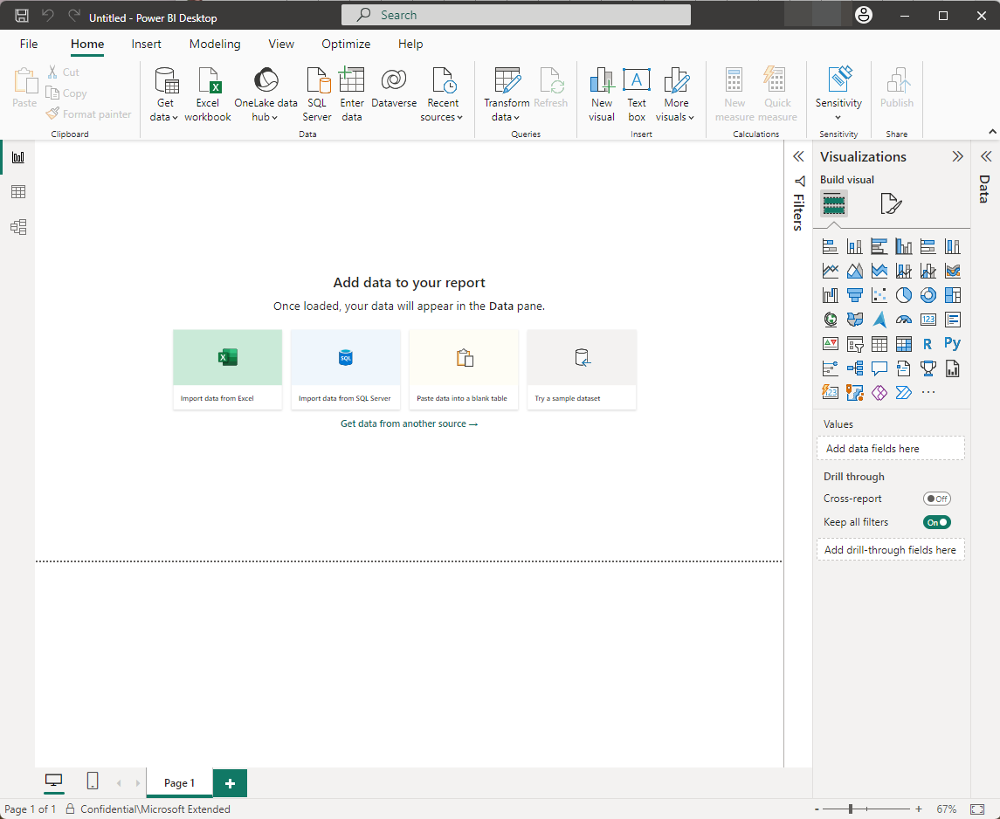 Untitled - Power BI Desktop
Search
File Home Insert Modeling View Optimize Help
Paste
Cut
Copy
Format painter
Clipboard
Get data
Excel workbook
OneLake data hub
SQL Server
Enter data
Dataverse
Recent sources
Data
Transform data
Refresh
Queries
New visual
Text box
More visuals
Insert
New measure
Quick measure
Calculations
Sensitivity
Sensitivity
Publish
Share
Add data to your report
Once loaded, your data will appear in the Data pane.
Import data from Excel
SQL
Import data from SQL Server
Paste data into a blank table
Try a sample dataset
Get data from another source →
Filters
Visualizations
Build visual
123
R
Py
123
Values
Add data fields here
Drill through
Cross-report Off
Keep all filters On
Add drill-through fields here
Data
Page 1
+
Page 1 of 1
Confidential\Microsoft Extended
- + 67%